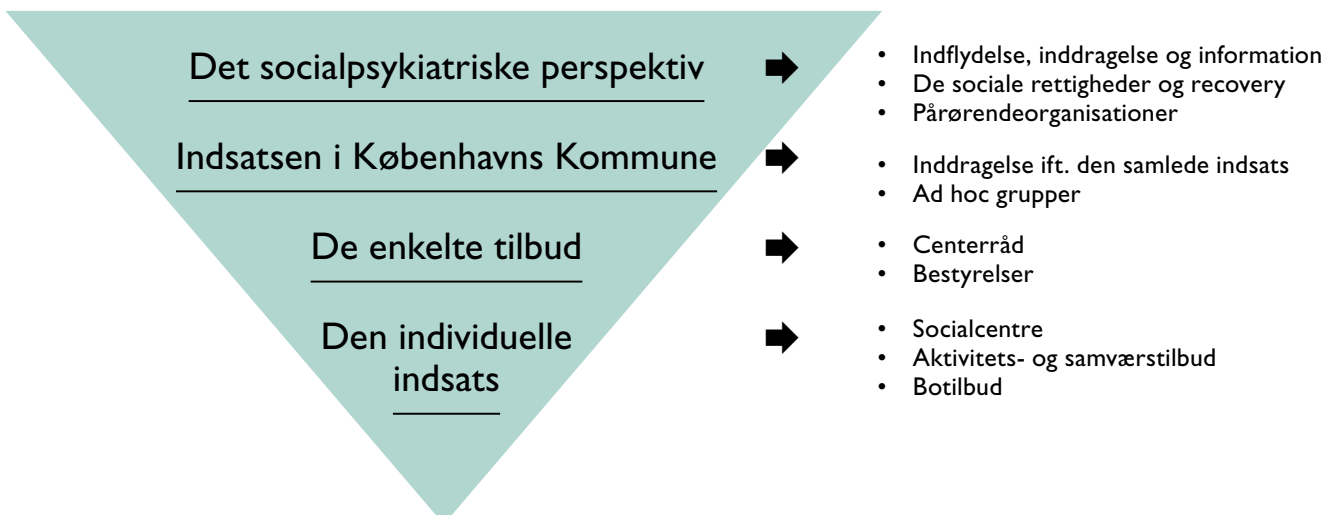 Det socialpsykiatriske perspektiv
• Indflydelse, inddragelse og information
• De sociale rettigheder og recovery
• Pårørendeorganisationer
Indsatsen i Københavns Kommune
• Inddragelse ift. den samlede indsats
• Ad hoc grupper
De enkelte tilbud
• Centerråd
• Bestyrelser
Den individuelle
indsats
• Socialcentre
• Aktivitets- og samværstilbud
• Botilbud